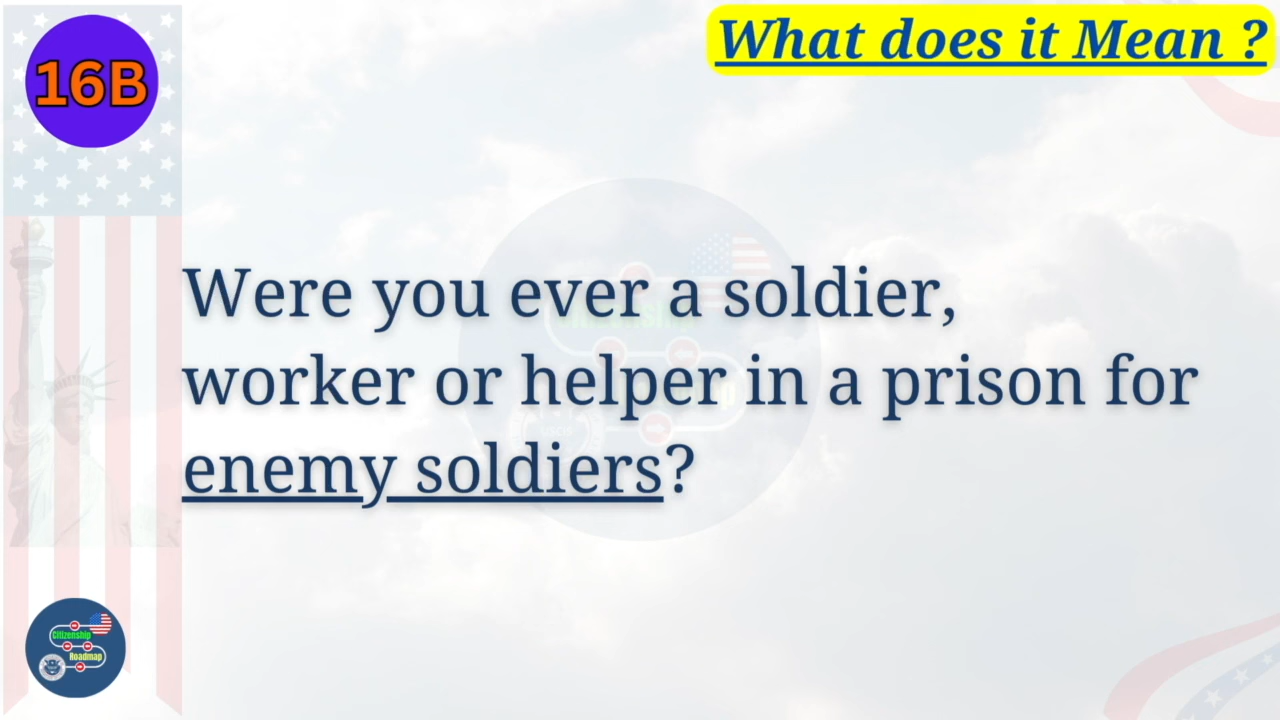 16B
What does it Mean ?
Were you ever a soldier,
worker or helper in a prison for
enemy soldiers?
Citizenship
Roadmap